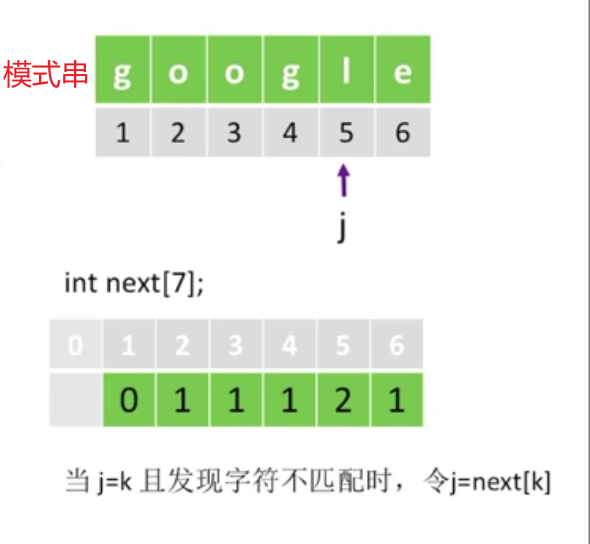 模式串 g o o g l e
1 2 3 4 5 6
j
int next[7];
0 1 2 3 4 5 6
0 1 1 1 2 1
当 j=k 且发现字符不匹配时，令j=next[k]